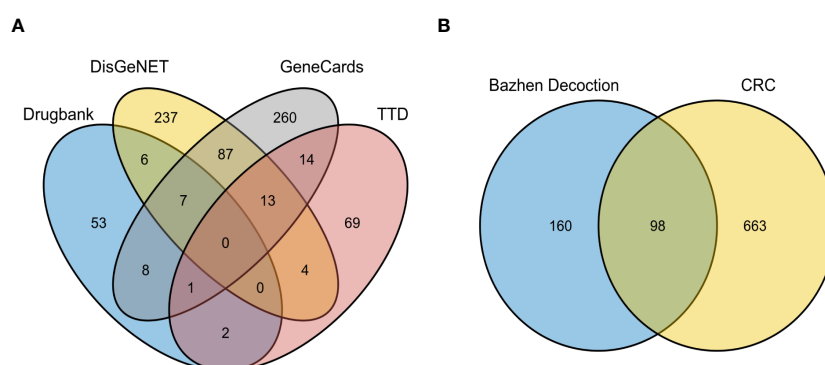 A
B
DisGeNET
GeneCards
Drugbank
TTD
237
260
6
87
14
53
7
13
69
0
8
4
1
0
2
Bazhen Decoction
CRC
160
98
663